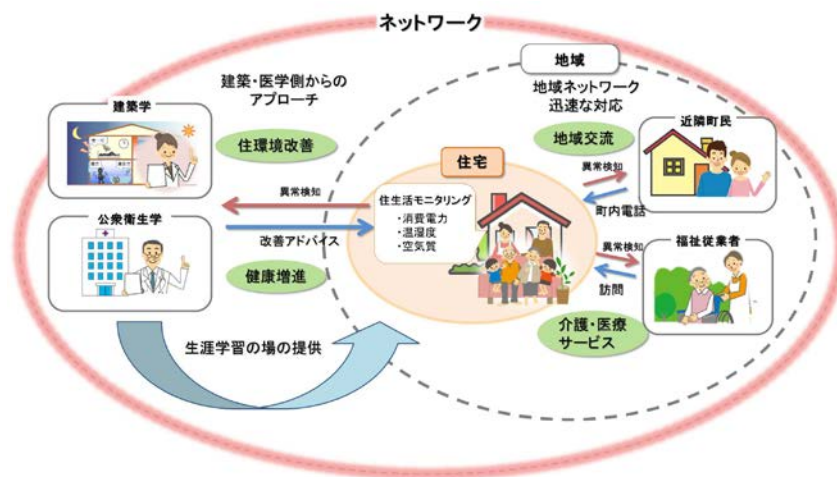 ネットワーク
建築・医学側からの
アプローチ
建築学
住環境改善
異常検知
公衆衛生学
改善アドバイス
健康増進
生涯学習の場の提供
住宅
住生活モニタリング
・消費電力
・温湿度
・空気質
地域
地域ネットワーク
迅速な対応
地域交流
近隣町民
異常検知
町内電話
異常検知
福祉従業者
訪問
介護・医療
サービス